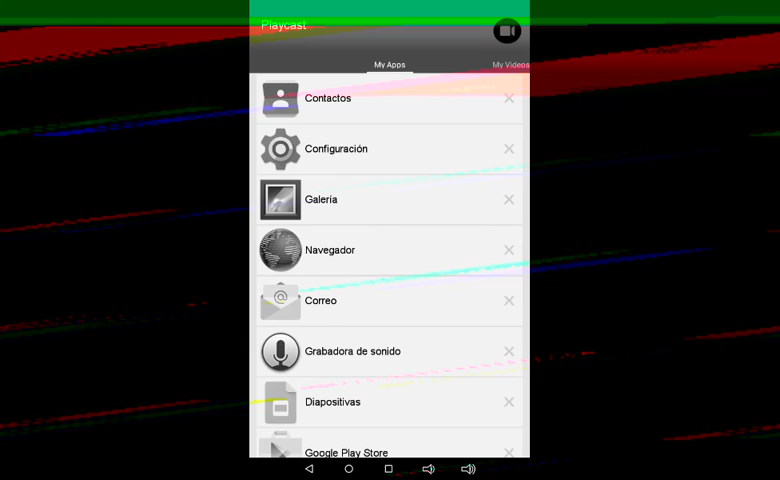 Playcast
My Apps
My Videos
Contactos
Configuración
Galería
Navegador
Correo
Grabadora de sonido
Diapositivas
Google Play Store